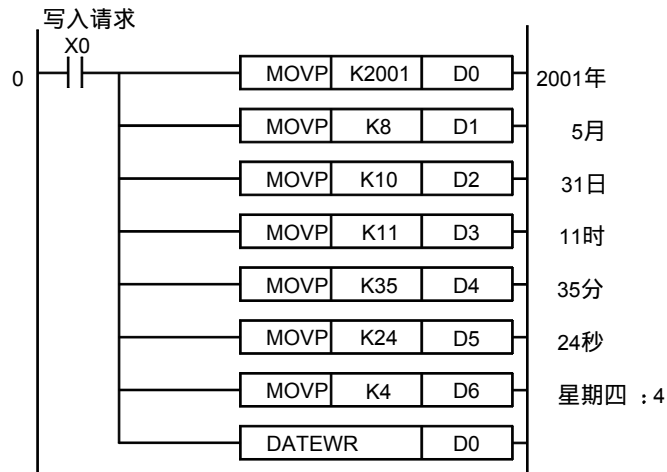 写入请求
X0
0 MOVP K2001 D0 2001年
MOVP K8 D1 5月
MOVP K10 D2 31日
MOVP K11 D3 11时
MOVP K35 D4 35分
MOVP K24 D5 24秒
MOVP K4 D6 星期四 : 4
DATEWR D0